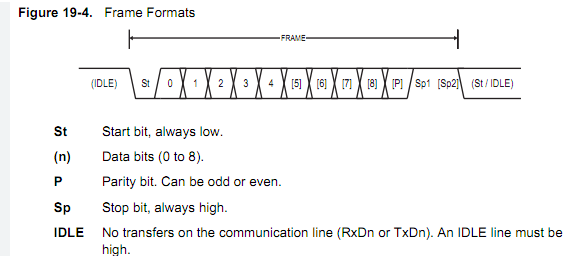 Figure 19-4. Frame Formats
FRAME
(IDLE) St 0 1 2 3 4 [5] [6] [7] [8] [P] Sp1 [Sp2] (St / IDLE)
St Start bit, always low.
(n) Data bits (0 to 8).
P Parity bit. Can be odd or even.
Sp Stop bit, always high.
IDLE No transfers on the communication line (RxDn or TxDn). An IDLE line must be
high.